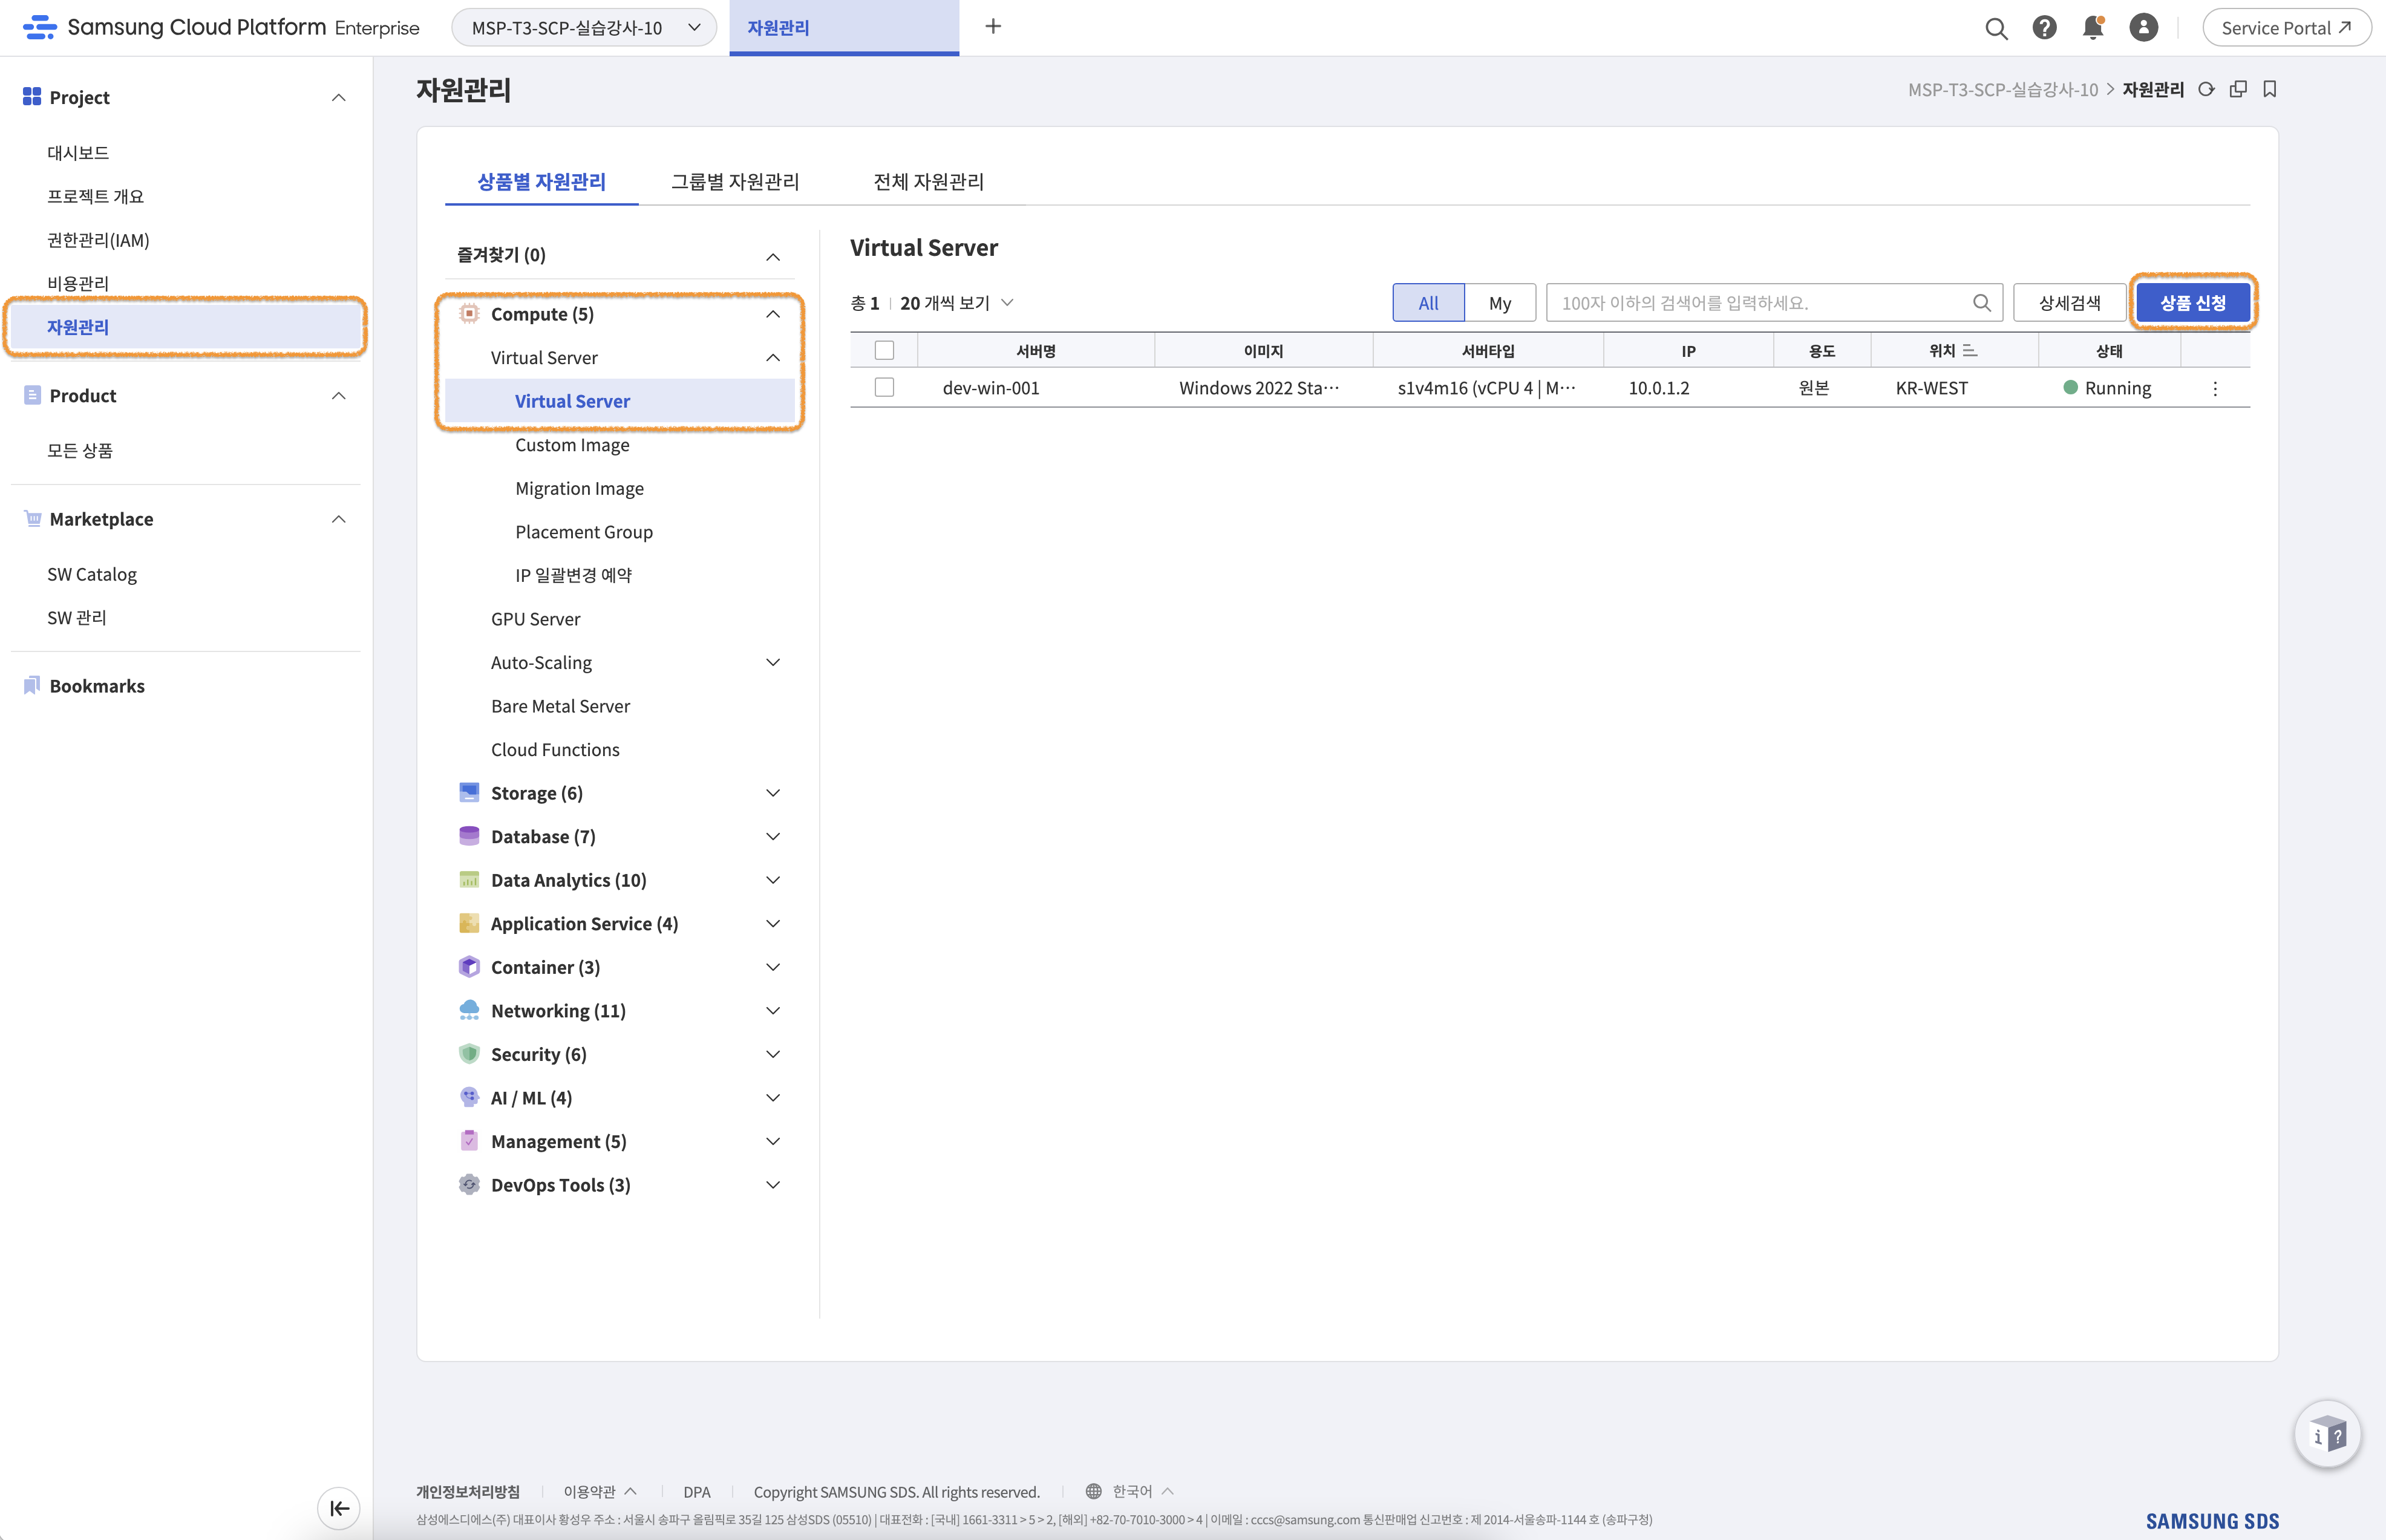 Samsung Cloud Platform Enterprise
MSP-T3-SCP-실습강사-10
자원관리
Service Portal
Project
대시보드
프로젝트 개요
권한관리(IAM)
비용관리
자원관리
Product
모든 상품
Marketplace
SW Catalog
SW 관리
Bookmarks
자원관리
MSP-T3-SCP-실습강사-10 > 자원관리
상품별 자원관리
그룹별 자원관리
전체 자원관리
즐겨찾기 (0)
Compute (5)
Virtual Server
Virtual Server
Custom Image
Migration Image
Placement Group
IP 일괄변경 예약
GPU Server
Auto-Scaling
Bare Metal Server
Cloud Functions
Storage (6)
Database (7)
Data Analytics (10)
Application Service (4)
Container (3)
Networking (11)
Security (6)
AI / ML (4)
Management (5)
DevOps Tools (3)
Virtual Server
총 1 | 20 개씩 보기
All
My
100자 이하의 검색어를 입력하세요.
상세검색
상품 신청
서버명 이미지 서버타입 IP 용도 위치 상태
dev-win-001 Windows 2022 Sta··· s1v4m16 (vCPU 4 | M··· 10.0.1.2 원본 KR-WEST Running
개인정보처리방침 이용약관 DPA Copyright SAMSUNG SDS. All rights reserved. 한국어
삼성에스디에스(주) 대표이사 황성우 주소 : 서울시 송파구 올림픽로 35길 125 삼성SDS (05510) | 대표전화 : [국내] 1661-3311 > 5 > 2, [해외] +82-70-7010-3000 > 4 | 이메일 : cccs@samsung.com 통신판매업 신고번호 : 제 2014-서울송파-1144 호 (송파구청)
SAMSUNG SDS
i ?